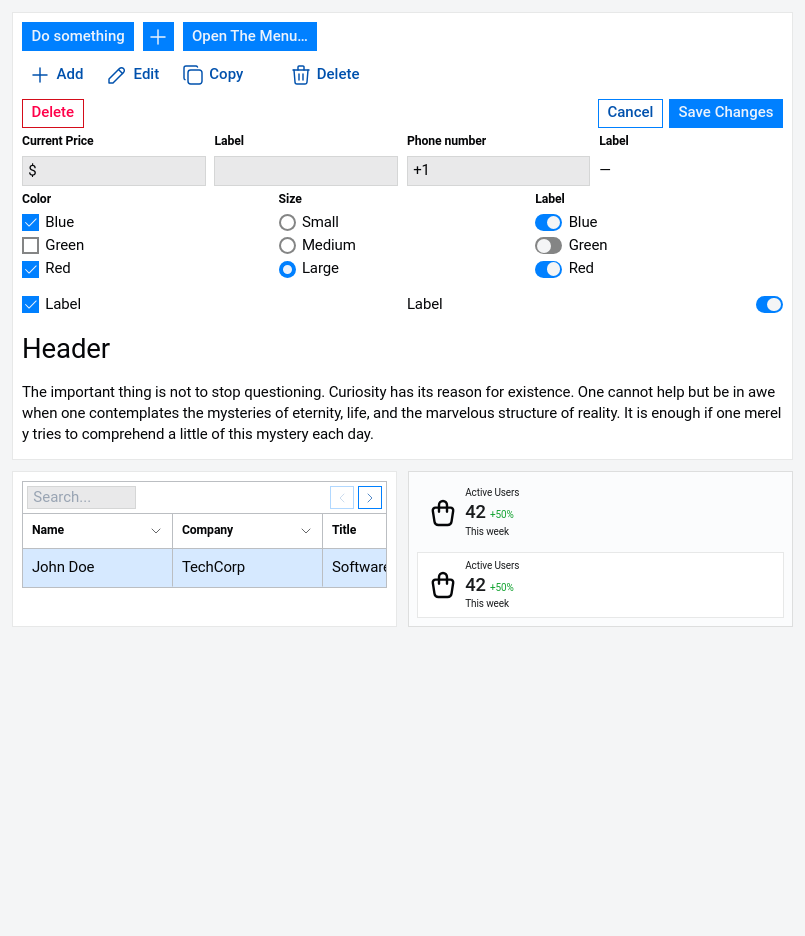 Do something
Open The Menu...
Add Edit Copy Delete
Delete Cancel Save Changes
Current Price Label Phone number Label
$ +1 —
Color Size Label
Blue Small Blue
Green Medium Green
Red Large Red
Label Label
Header
The important thing is not to stop questioning. Curiosity has its reason for existence. One cannot help but be in awe
when one contemplates the mysteries of eternity, life, and the marvelous structure of reality. It is enough if one merel
y tries to comprehend a little of this mystery each day.
Search...
Name Company Title
John Doe TechCorp Software
Active Users
42 +50%
This week
Active Users
42 +50%
This week